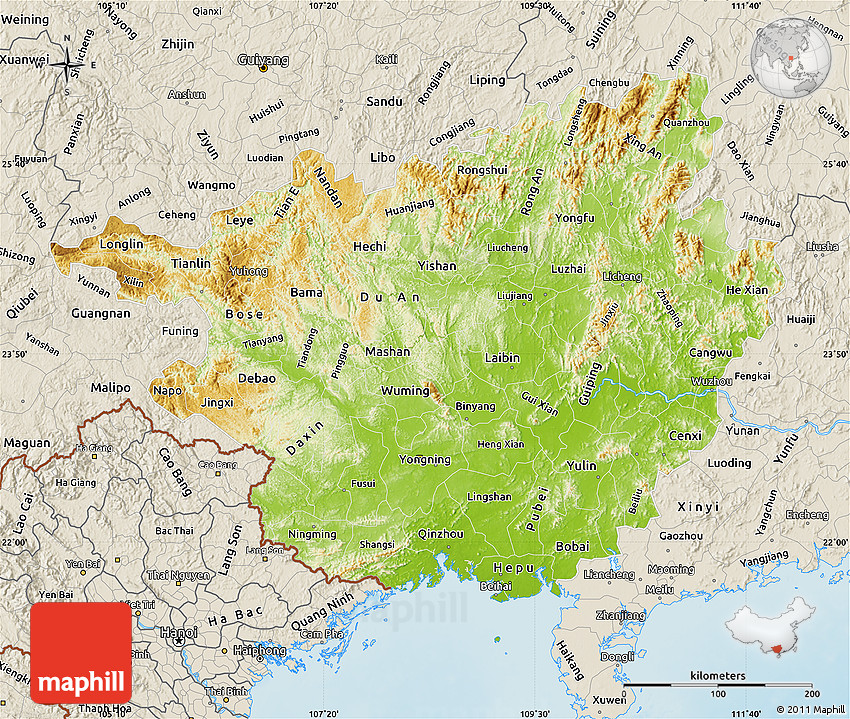 105°10'
107°20'
109°30'
111°40'
Weining
Nayong
Qianxi
Huitong
Suining
Hengnan
Zhijin
Xuanwei
Shuicheng
N
W
E
S
Guiyang
Kaili
Rongjiang
Liping
Tongdao
Chengbu
Xinning
Lingling
Anshun
Huishui
Sandu
Longsheng
Quanzhou
Ningyuan
Guiyang
Panxian
Ziyun
Pingtang
Congjiang
Xing An
Dao Xian
Fuyuan
25°40'
Luodian
Libo
Rongshui
Rong An
25°40'
Wangmo
Nandan
Anlong
Tian E
Luoping
Xingyi
Ceheng
Leye
Huanjiang
Yongfu
Jianghua
Longlin
Hechi
Liucheng
Liusha
Shizong
Tianlin
Yuhong
Yishan
Luzhai
Licheng
Xilin
Yunnan
Bama
Du An
Liujiang
Zhaoping
He Xian
Qiubei
Guangnan
Bose
Jinxiu
Huaiji
Funing
Yanshan
Tianyang
Tiandong
Pingguo
Mashan
Laibin
Cangwu
23°50'
23°50'
Debao
Guiping
Fengkai
Malipo
Napo
Jingxi
Wuming
Gui Xian
Wuzhou
Binyang
Daxin
Yunan
Maguan
Ha Giang
Cao Bang
Heng Xian
Cenxi
Yunfu
Cao Bang
Yongning
Yulin
Luoding
Ha Giang
Lao Cai
Fusui
Lingshan
Pubei
Beiliu
Xinyi
Yangchun
Encheng
Bac Thai
Lang Son
22°00'
Ningming
Shangsi
Qinzhou
Bobai
Gaozhou
22°00'
Lang Son
Hepu
Yangjiang
Yen Bai
Thai Nguyen
Beihai
Liancheng
Maoming
Meilu
Yen Bai
Viet Tri
Ha Bac
Quang Ninh
maphill
Zhanjiang
Hanoi
Cam Pha
Haikang
Binh
Haiphong
Dongli
maphill
kilometers
Thai Binh
Xuwen
0
100
200
Thanh Hoa
105°10'
107°20'
109°30'
111°40'
© 2011 Maphill